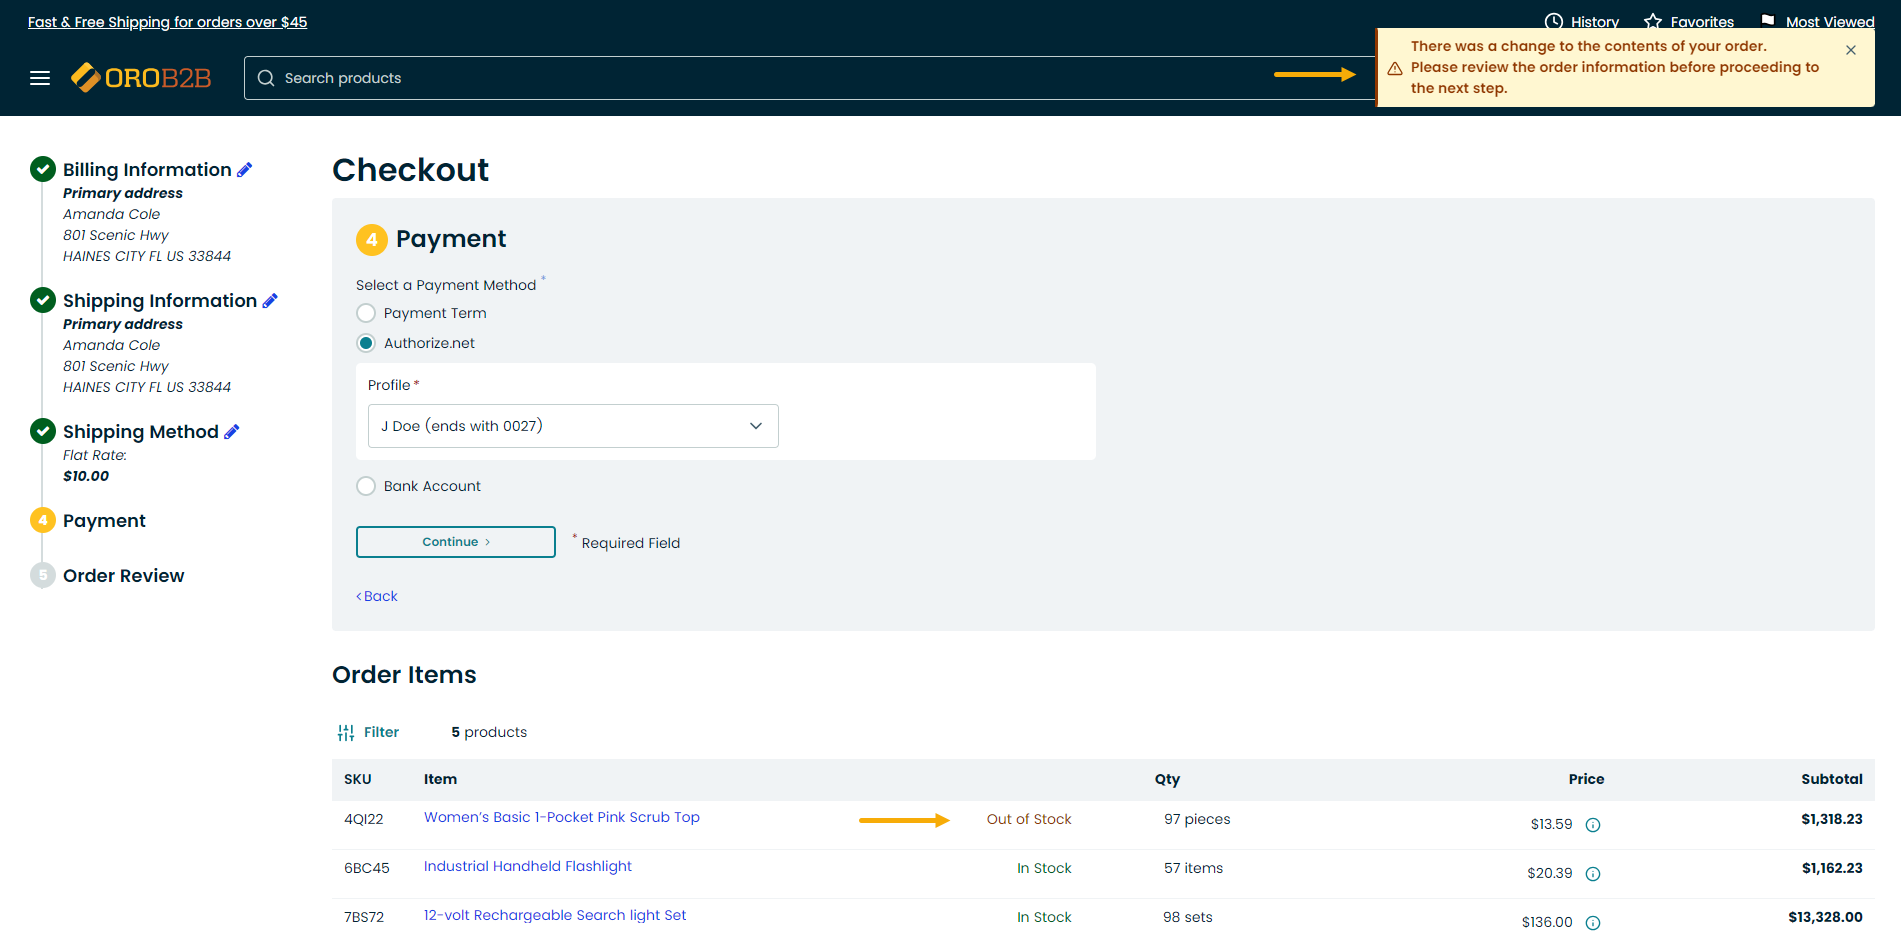 Fast & Free Shipping for orders over $45
History Favorites Most Viewed
OROB2B
Search products
There was a change to the contents of your order.
Please review the order information before proceeding to
the next step.
Billing Information
Primary address
Amanda Cole
801 Scenic Hwy
HAINES CITY FL US 33844
Shipping Information
Primary address
Amanda Cole
801 Scenic Hwy
HAINES CITY FL US 33844
Shipping Method
Flat Rate:
$10.00
4 Payment
5 Order Review
Checkout
4 Payment
Select a Payment Method *
Payment Term
Authorize.net
Profile *
J Doe (ends with 0027)
Bank Account
Continue >
* Required Field
< Back
Order Items
Filter 5 products
SKU Item Qty Price Subtotal
4QI22 Women’s Basic 1-Pocket Pink Scrub Top Out of Stock 97 pieces $13.59 $1,318.23
6BC45 Industrial Handheld Flashlight In Stock 57 items $20.39 $1,162.23
7BS72 12-volt Rechargeable Search light Set In Stock 98 sets $136.00 $13,328.00